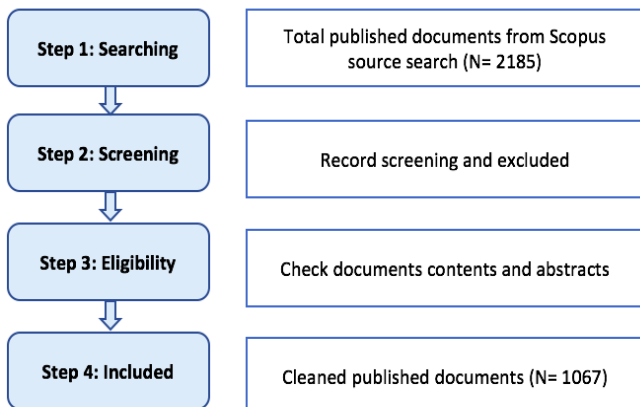 Step 1: Searching
Total published documents from Scopus
source search (N= 2185)
Step 2: Screening
Record screening and excluded
Step 3: Eligibility
Check documents contents and abstracts
Step 4: Included
Cleaned published documents (N= 1067)